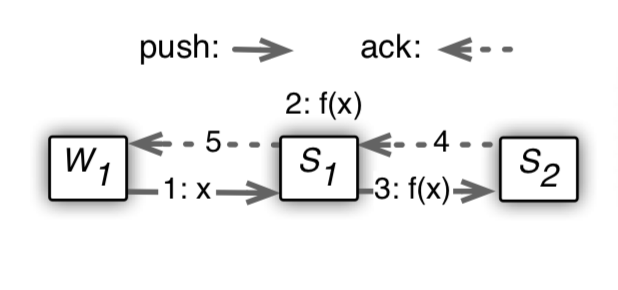 push: ack:
2: f(x)
5 4
W1 S1 S2
1: x 3: f(x)